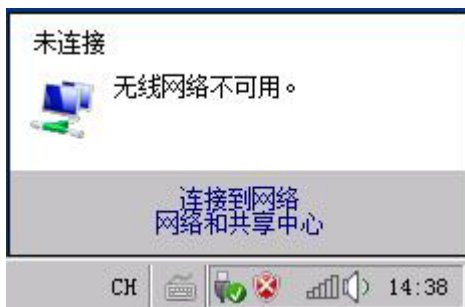 未连接
无线网络不可用。
连接到网络
网络和共享中心
CH 14:38